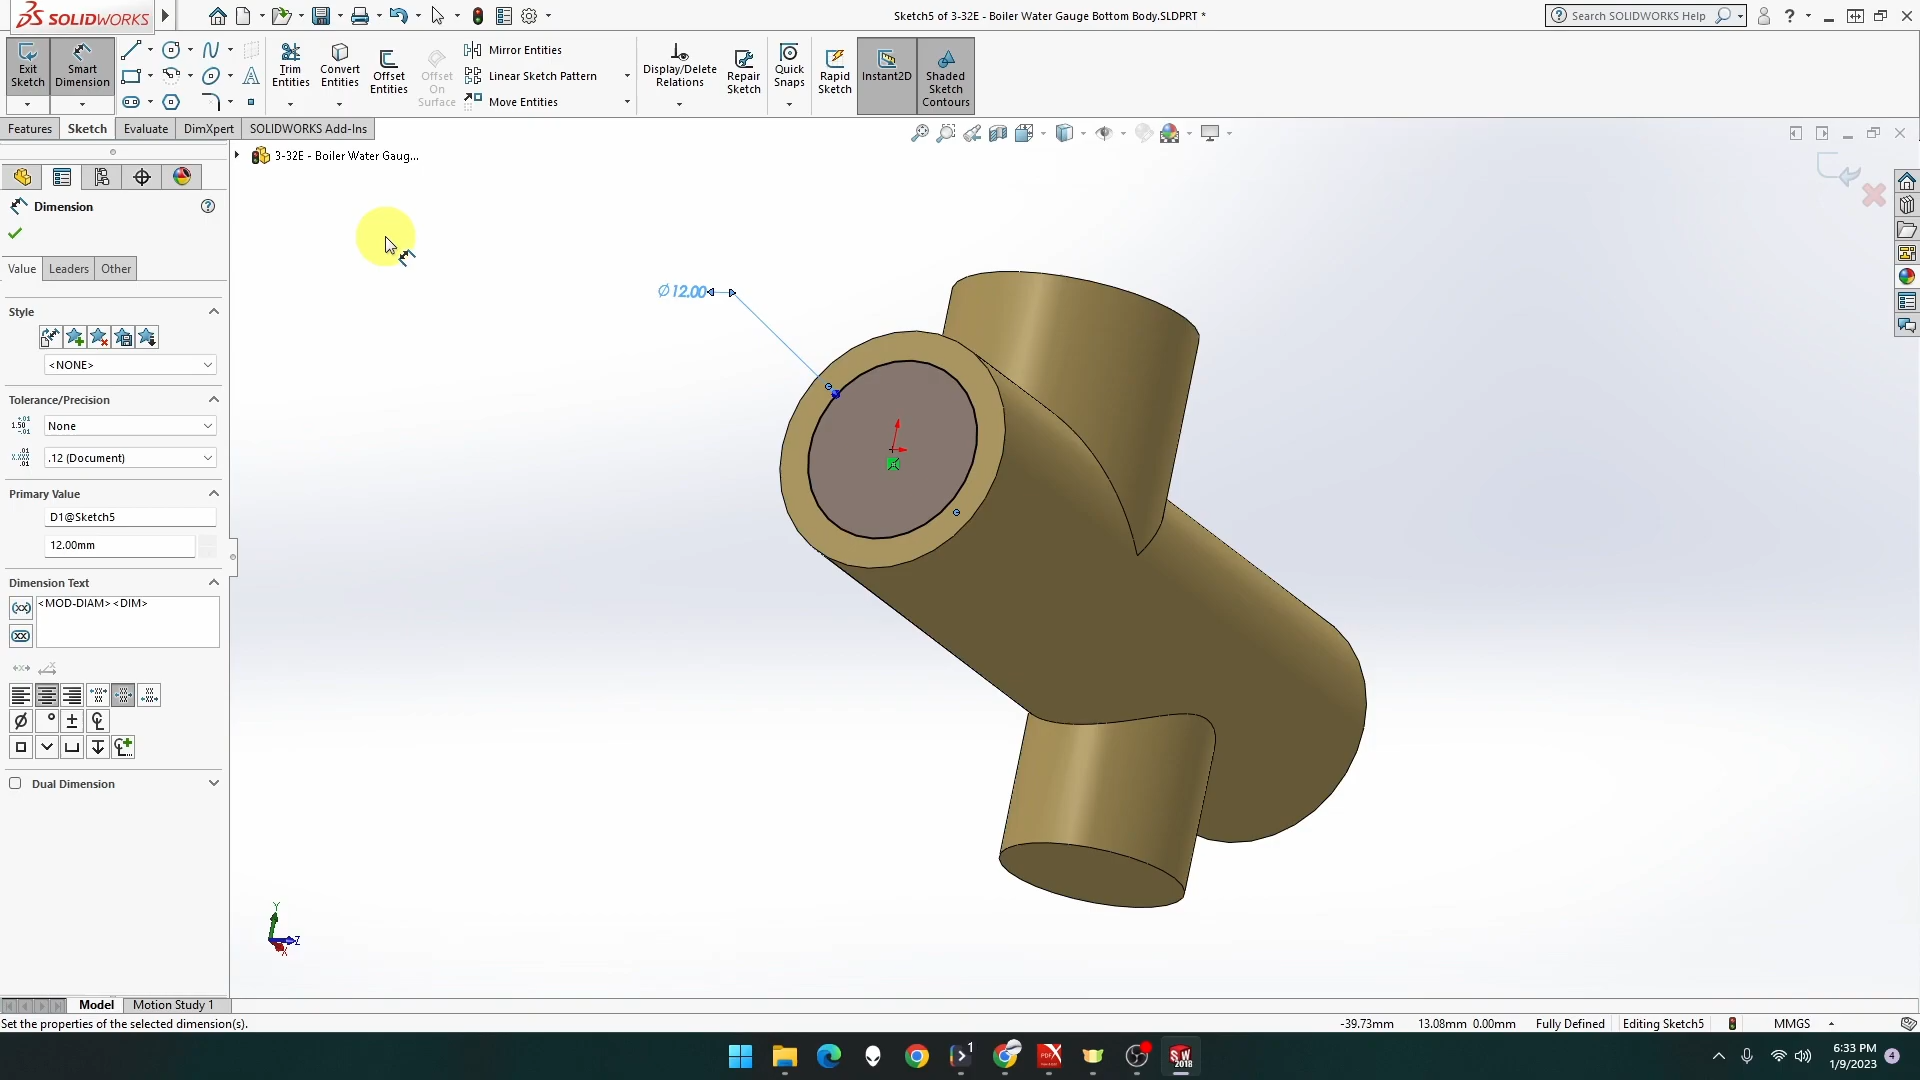 SOLIDWORKS
Sketch5 of 3-32E - Boiler Water Gauge Bottom Body.SLDPRT *
Search SOLIDWORKS Help
Exit Sketch
Smart Dimension
Trim Entities
Convert Entities
Offset Entities
Offset On Surface
Mirror Entities
Linear Sketch Pattern
Move Entities
Display/Delete Relations
Repair Sketch
Quick Snaps
Rapid Sketch
Instant2D
Shaded Sketch Contours
Features
Sketch
Evaluate
DimXpert
SOLIDWORKS Add-Ins
3-32E - Boiler Water Gaug...
Dimension
Value
Leaders
Other
Style
<NONE>
Tolerance/Precision
None
.12 (Document)
Primary Value
D1@Sketch5
12.00mm
Dimension Text
<MOD-DIAM><DIM>
Dual Dimension
∅12.00
Y
Z
X
Model
Motion Study 1
Set the properties of the selected dimension(s).
-39.73mm
13.08mm
0.00mm
Fully Defined
Editing Sketch5
MMGS
6:33 PM
1/9/2023
4